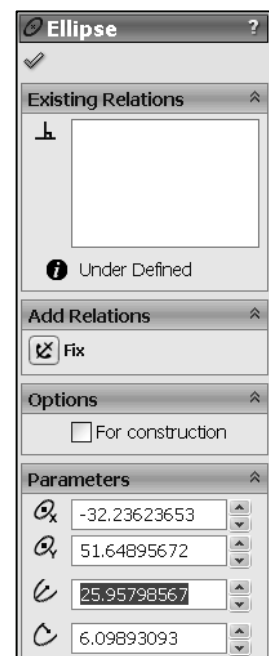 Ellipse ?
Existing Relations
Under Defined
Add Relations
Fix
Options
For construction
Parameters
-32.23623653
51.64895672
25.95798567
6.09893093